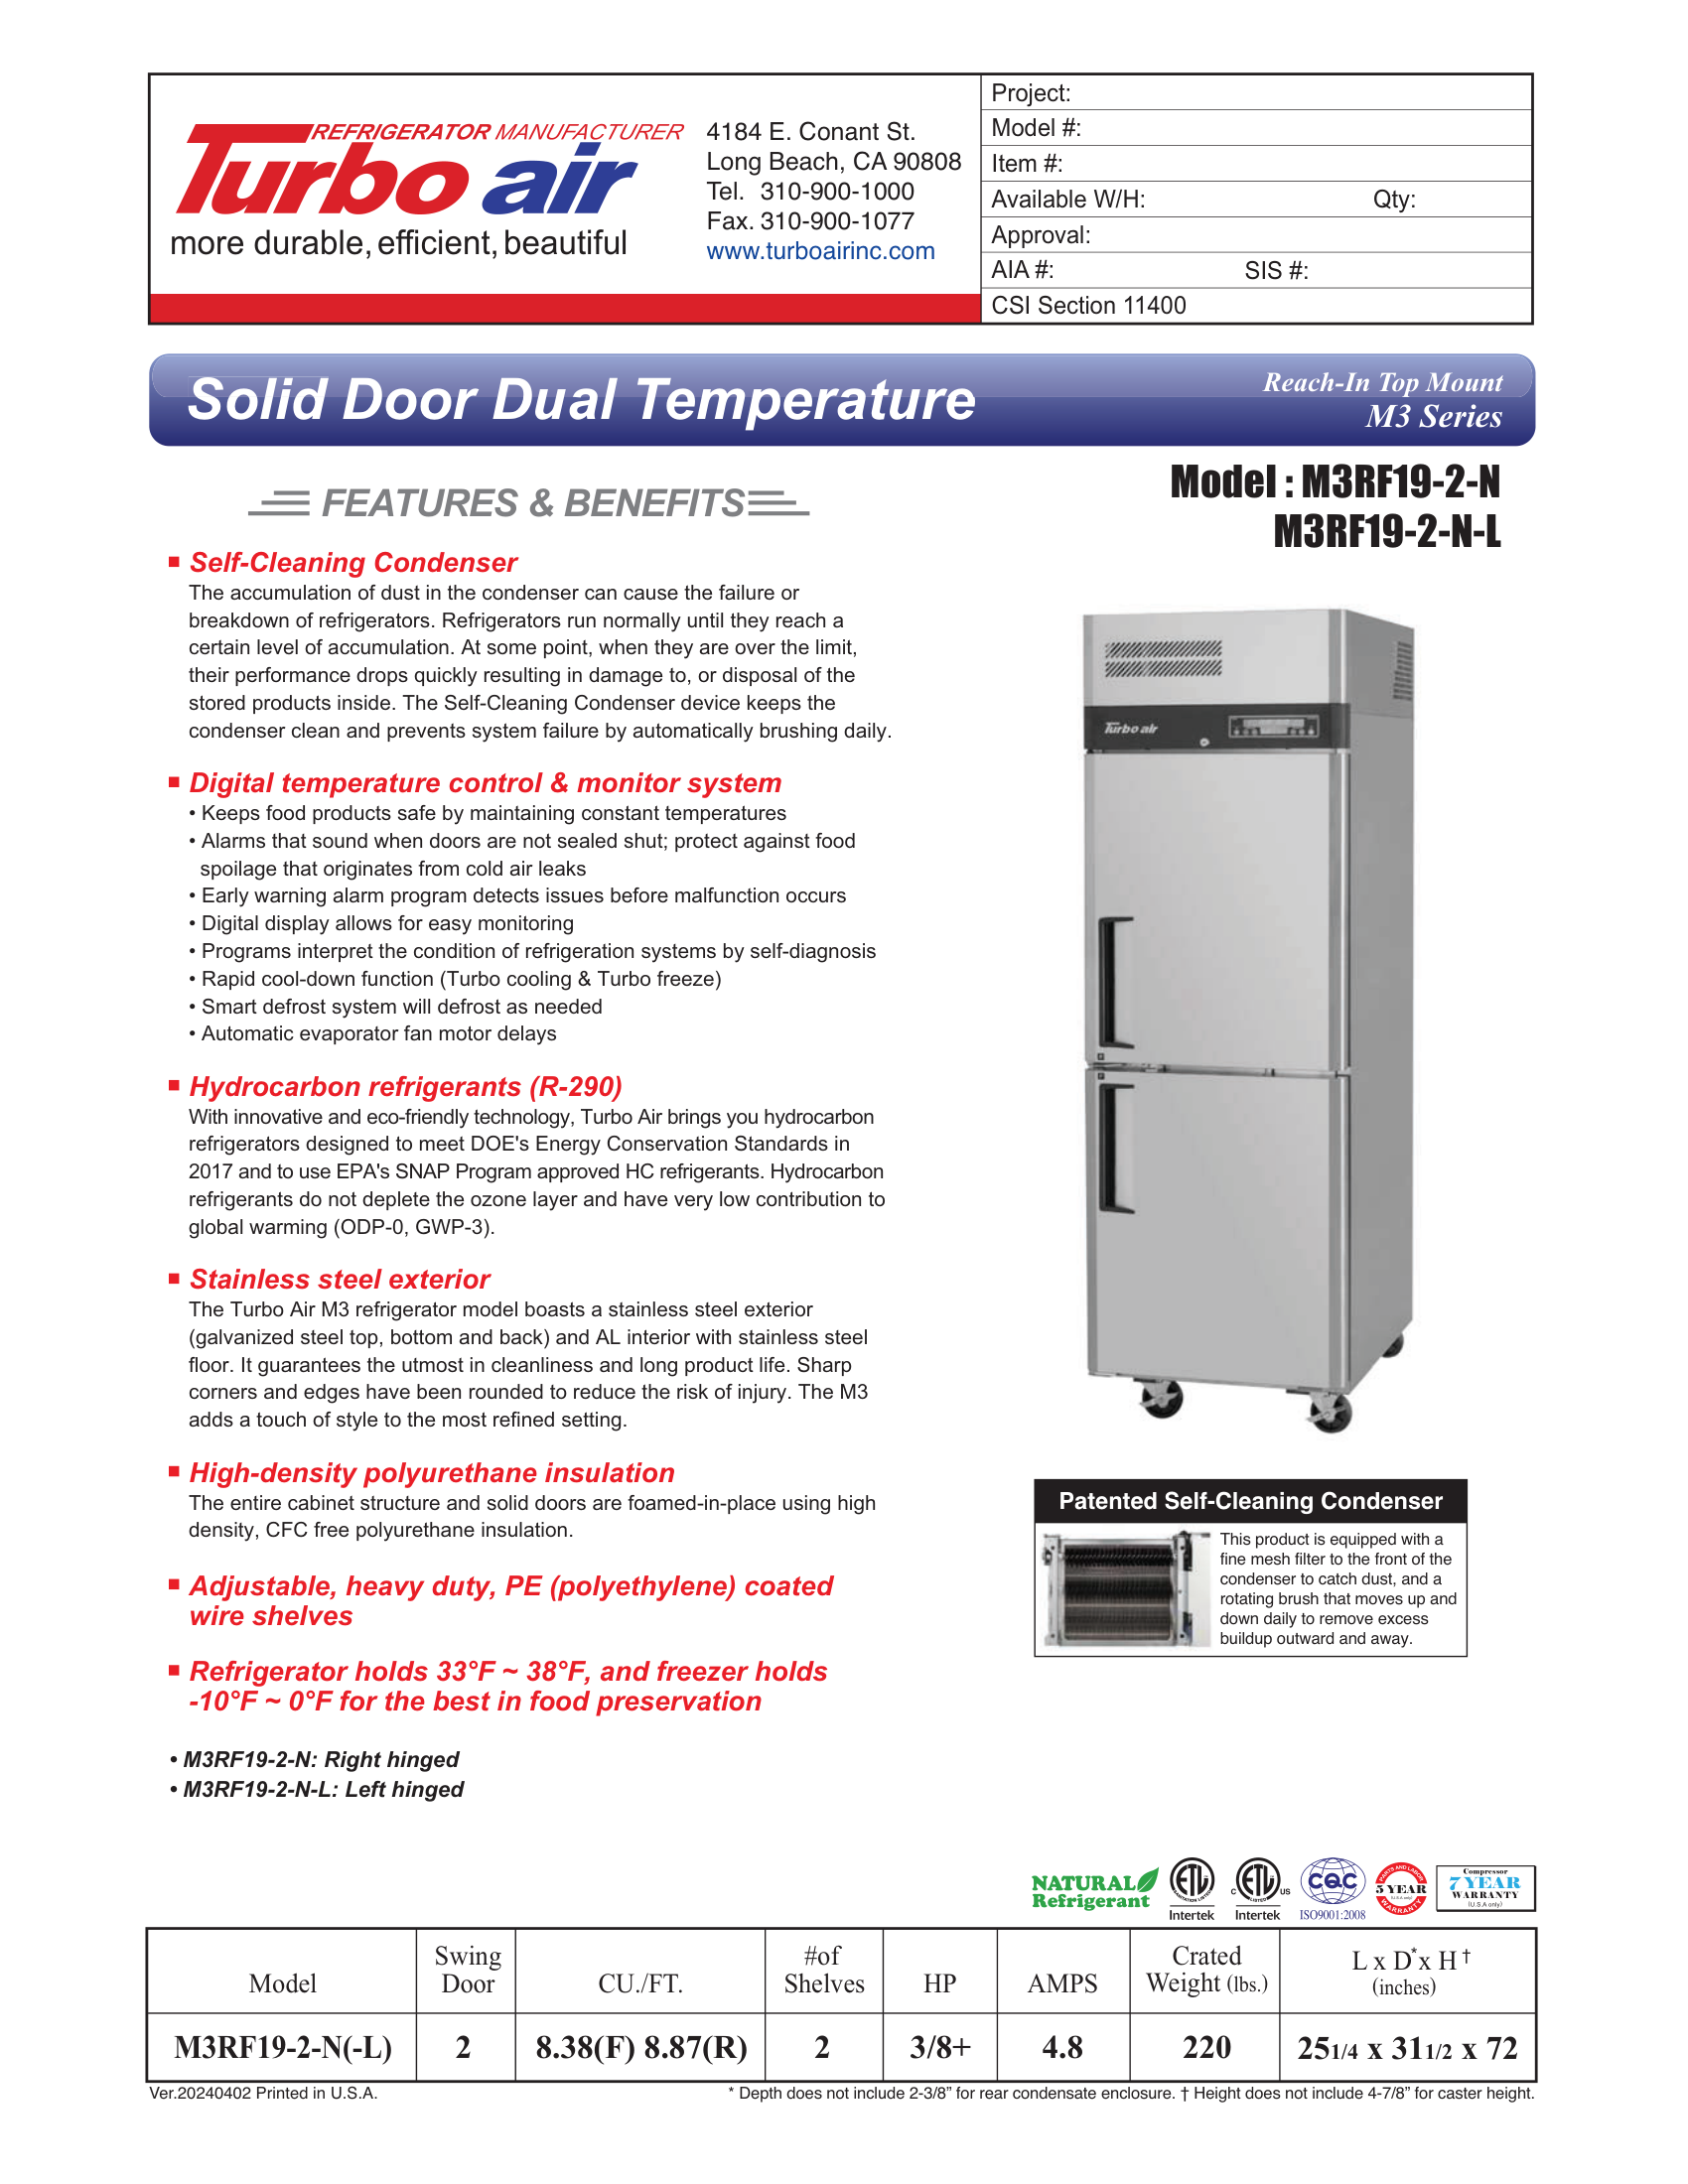 REFRIGERATOR MANUFACTURER
Turbo air
more durable, efficient, beautiful
4184 E. Conant St.
Long Beach, CA 90808
Tel. 310-900-1000
Fax. 310-900-1077
www.turboairinc.com
Project:
Model #:
Item #:
Available W/H: Qty:
Approval:
AIA #: SIS #:
CSI Section 11400
Solid Door Dual Temperature
Reach-In Top Mount
M3 Series
Model : M3RF19-2-N
M3RF19-2-N-L
FEATURES & BENEFITS
Self-Cleaning Condenser
The accumulation of dust in the condenser can cause the failure or
breakdown of refrigerators. Refrigerators run normally until they reach a
certain level of accumulation. At some point, when they are over the limit,
their performance drops quickly resulting in damage to, or disposal of the
stored products inside. The Self-Cleaning Condenser device keeps the
condenser clean and prevents system failure by automatically brushing daily.
Digital temperature control & monitor system
• Keeps food products safe by maintaining constant temperatures
• Alarms that sound when doors are not sealed shut; protect against food
spoilage that originates from cold air leaks
• Early warning alarm program detects issues before malfunction occurs
• Digital display allows for easy monitoring
• Programs interpret the condition of refrigeration systems by self-diagnosis
• Rapid cool-down function (Turbo cooling & Turbo freeze)
• Smart defrost system will defrost as needed
• Automatic evaporator fan motor delays
Hydrocarbon refrigerants (R-290)
With innovative and eco-friendly technology, Turbo Air brings you hydrocarbon
refrigerators designed to meet DOE's Energy Conservation Standards in
2017 and to use EPA's SNAP Program approved HC refrigerants. Hydrocarbon
refrigerants do not deplete the ozone layer and have very low contribution to
global warming (ODP-0, GWP-3).
Stainless steel exterior
The Turbo Air M3 refrigerator model boasts a stainless steel exterior
(galvanized steel top, bottom and back) and AL interior with stainless steel
floor. It guarantees the utmost in cleanliness and long product life. Sharp
corners and edges have been rounded to reduce the risk of injury. The M3
adds a touch of style to the most refined setting.
High-density polyurethane insulation
The entire cabinet structure and solid doors are foamed-in-place using high
density, CFC free polyurethane insulation.
Adjustable, heavy duty, PE (polyethylene) coated
wire shelves
Refrigerator holds 33°F ~ 38°F, and freezer holds
-10°F ~ 0°F for the best in food preservation
• M3RF19-2-N: Right hinged
• M3RF19-2-N-L: Left hinged
Turbo air
Patented Self-Cleaning Condenser
This product is equipped with a
fine mesh filter to the front of the
condenser to catch dust, and a
rotating brush that moves up and
down daily to remove excess
buildup outward and away.
NATURAL
Refrigerant
ETL
SANITATION LISTED
Intertek
C ETL US
LISTED
Intertek
CQC
ISO9001:2008
PARTS AND LABOR
5 YEAR
(U.S.A only)
WARRANTY
Compressor
7 YEAR
WARRANTY
(U.S.A only)
Model Swing Door CU./FT. #of Shelves HP AMPS Crated Weight (lbs.) L x D* x H † (inches)
M3RF19-2-N(-L) 2 8.38(F) 8.87(R) 2 3/8+ 4.8 220 251/4 x 311/2 x 72
Ver.20240402 Printed in U.S.A.
* Depth does not include 2-3/8” for rear condensate enclosure. † Height does not include 4-7/8” for caster height.